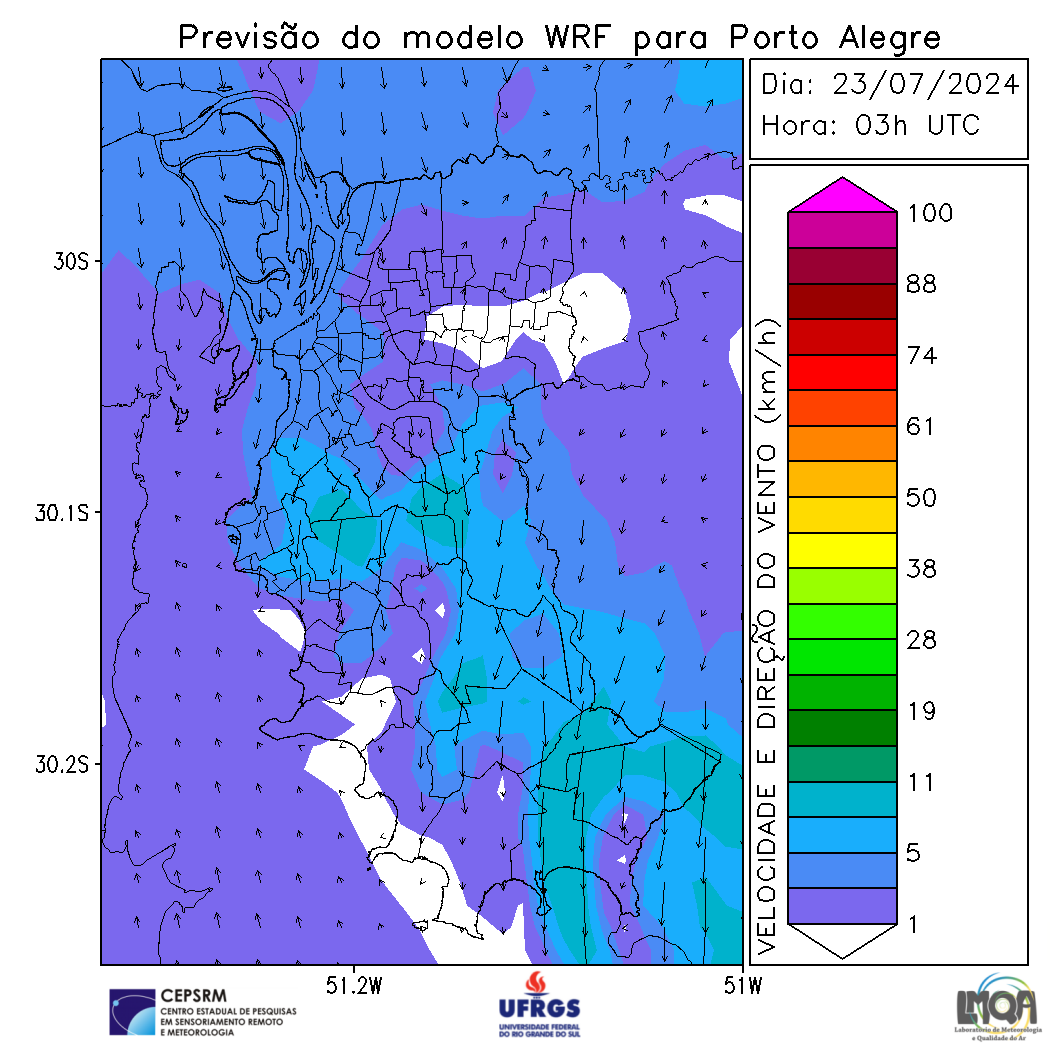 Previsão do modelo WRF para Porto Alegre
Dia: 23/07/2024
Hora: 03h UTC
30S
30.1S
30.2S
51.2W
51W
VELOCIDADE E DIREÇÃO DO VENTO (km/h)
100
88
74
61
50
38
28
19
11
5
1
CEPSRM
CENTRO ESTADUAL DE PESQUISAS
EM SENSORIAMENTO REMOTO
E METEOROLOGIA
UFRGS
UNIVERSIDADE FEDERAL
DO RIO GRANDE DO SUL
LMQA
Laboratório de Meteorologia
e Qualidade do Ar